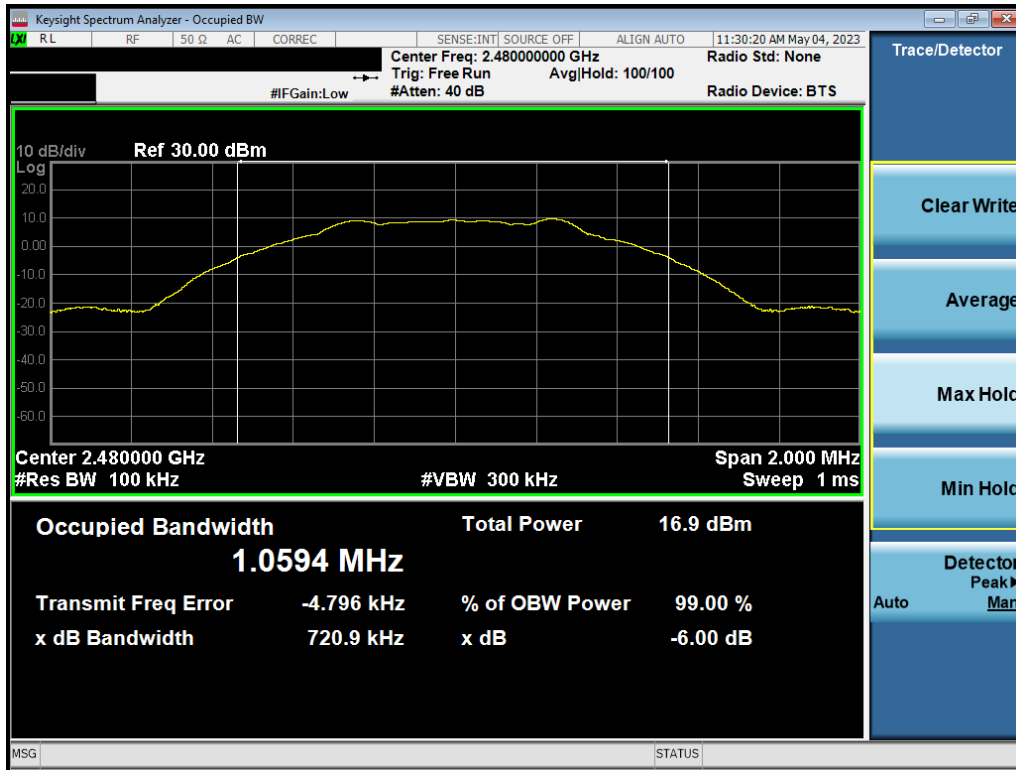 Keysight Spectrum Analyzer - Occupied BW
LXI RL RF 50 Ω AC CORREC SENSE:INT SOURCE OFF ALIGN AUTO 11:30:20 AM May 04, 2023
Center Freq: 2.480000000 GHz Radio Std: None
Trig: Free Run Avg|Hold: 100/100
#IFGain:Low #Atten: 40 dB Radio Device: BTS
Trace/Detector
10 dB/div Ref 30.00 dBm
Log
20.0
10.0
0.00
-10.0
-20.0
-30.0
-40.0
-50.0
-60.0
Center 2.480000 GHz Span 2.000 MHz
#Res BW 100 kHz #VBW 300 kHz Sweep 1 ms
Occupied Bandwidth Total Power 16.9 dBm
1.0594 MHz
Transmit Freq Error -4.796 kHz % of OBW Power 99.00 %
x dB Bandwidth 720.9 kHz x dB -6.00 dB
Clear Write
Average
Max Hold
Min Hold
Detector
Peak▶
Auto Man
MSG STATUS